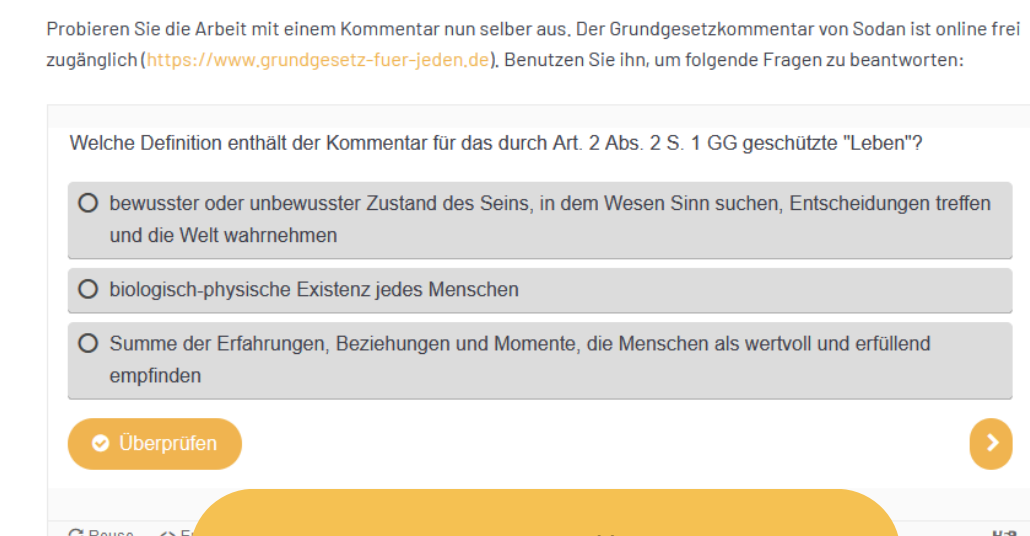 Probieren Sie die Arbeit mit einem Kommentar nun selber aus. Der Grundgesetzkommentar von Sodan ist online frei
zugänglich (https://www.grundgesetz-fuer-jeden.de). Benutzen Sie ihn, um folgende Fragen zu beantworten:
Welche Definition enthält der Kommentar für das durch Art. 2 Abs. 2 S. 1 GG geschützte "Leben"?
bewusster oder unbewusster Zustand des Seins, in dem Wesen Sinn suchen, Entscheidungen treffen
und die Welt wahrnehmen
biologisch-physische Existenz jedes Menschen
Summe der Erfahrungen, Beziehungen und Momente, die Menschen als wertvoll und erfüllend
empfinden
Überprüfen